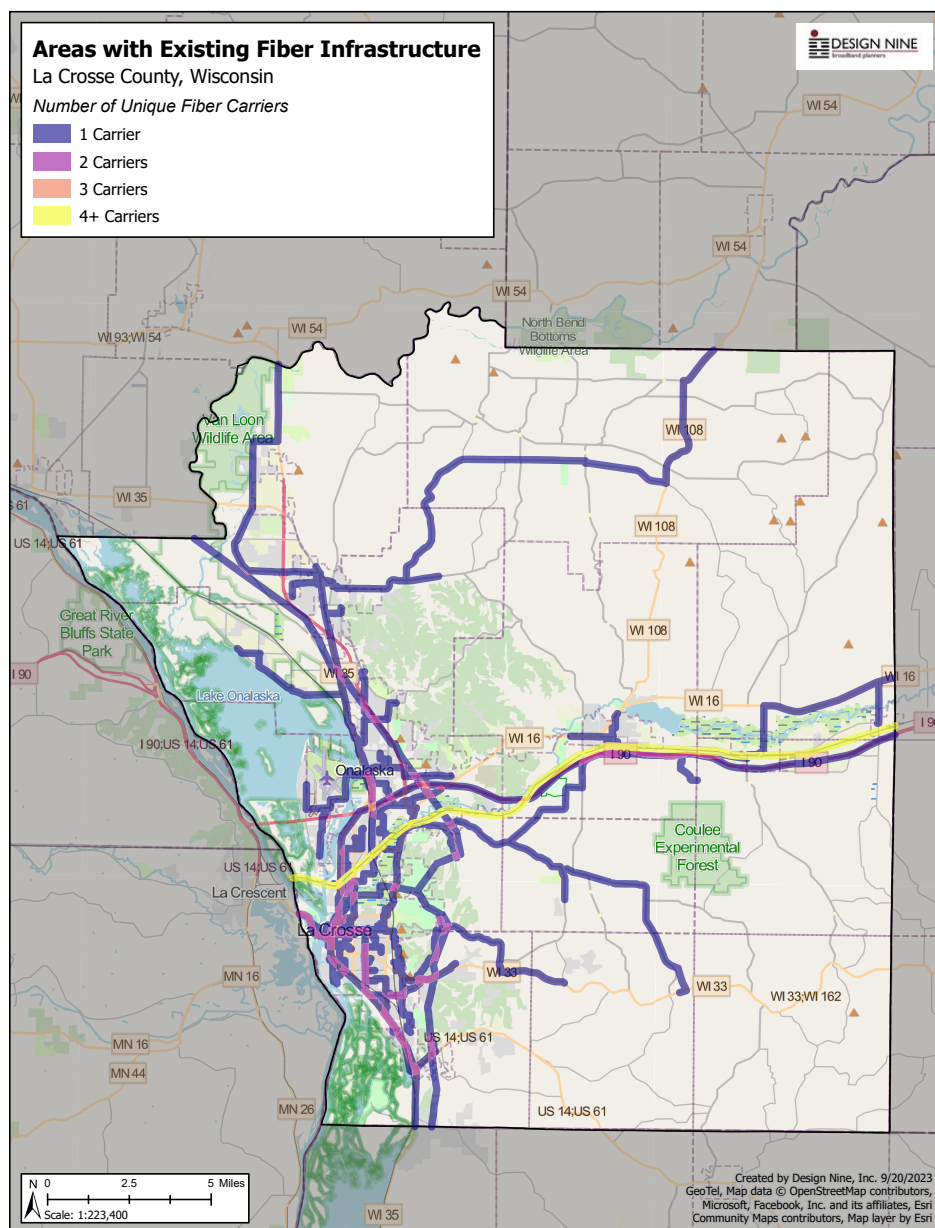 Areas with Existing Fiber Infrastructure
La Crosse County, Wisconsin
Number of Unique Fiber Carriers
1 Carrier
2 Carriers
3 Carriers
4+ Carriers
DESIGN NINE
broadband planners
WI 54
WI 54
WI 54
WI 54
WI 93;WI 54
North Bend
Bottoms
Wildlife Area
Van Loon
Wildlife Area
WI 108
WI 35
61
WI 108
US 14;US 61
Great River
Bluffs State
Park
WI 108
I 90
WI 35
WI 16
Lake Onalaska
WI 16
I 90
WI 16
I 90;US 14;US 61
I 90
I 90
Onalaska
Coulee
Experimental
Forest
US 14;US 61
La Crescent
La Crosse
MN 16
WI 33
WI 33
WI 33;WI 162
US 14;US 61
MN 16
MN 44
MN 26
US 14;US 61
N 0 2.5 5 Miles
Scale: 1:223,400
WI 35
Created by Design Nine, Inc. 9/20/2023
GeoTel, Map data © OpenStreetMap contributors,
Microsoft, Facebook, Inc. and its affiliates, Esri
Community Maps contributors, Map layer by Esri